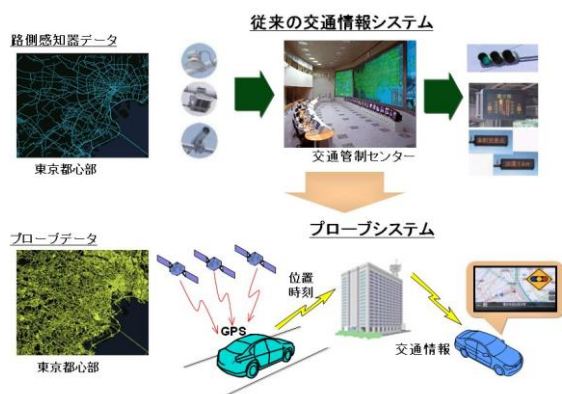 従来の交通情報システム
路側感知器データ
東京都心部
交通管制センター
プローブシステム
プローブデータ
位置
時刻
GPS
交通情報
東京都心部